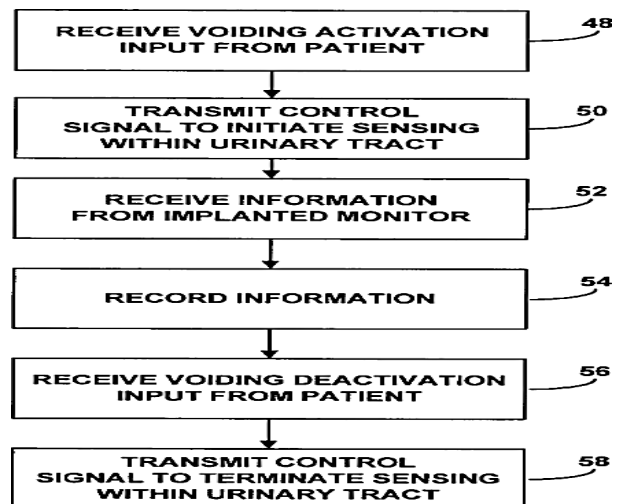 RECEIVE VOIDING ACTIVATION
INPUT FROM PATIENT
48
TRANSMIT CONTROL
SIGNAL TO INITIATE SENSING
WITHIN URINARY TRACT
50
RECEIVE INFORMATION
FROM IMPLANTED MONITOR
52
RECORD INFORMATION
54
RECEIVE VOIDING DEACTIVATION
INPUT FROM PATIENT
56
TRANSMIT CONTROL
SIGNAL TO TERMINATE SENSING
WITHIN URINARY TRACT
58